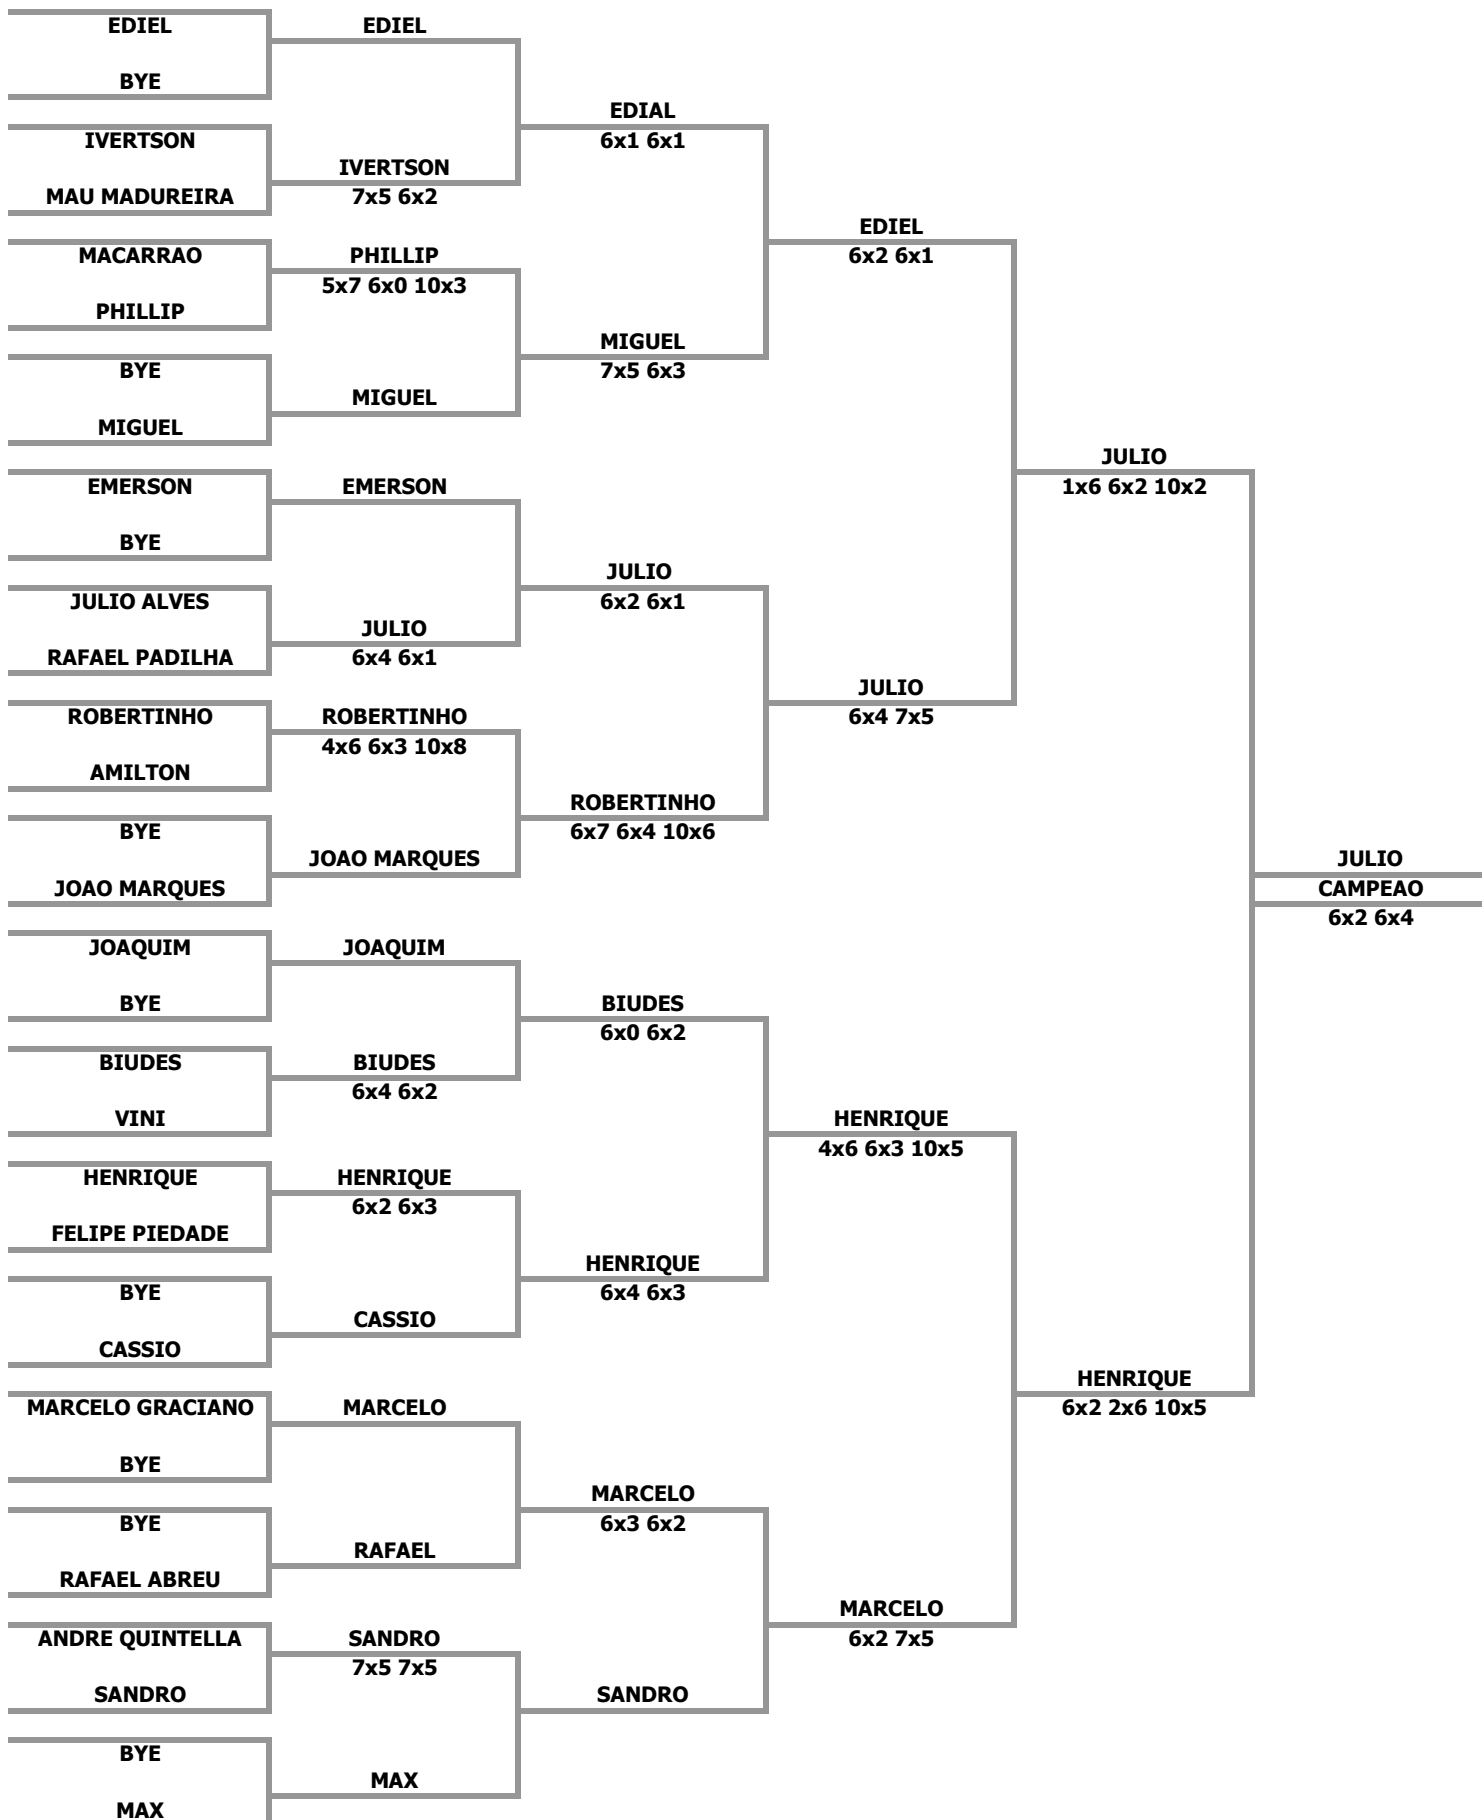 EDIEL
BYE
IVERTSON
MAU MADUREIRA
MACARRAO
PHILLIP
BYE
MIGUEL
EMERSON
BYE
JULIO ALVES
RAFAEL PADILHA
ROBERTINHO
AMILTON
BYE
JOAO MARQUES
JOAQUIM
BYE
BIUDES
VINI
HENRIQUE
FELIPE PIEDADE
BYE
CASSIO
MARCELO GRACIANO
BYE
BYE
RAFAEL ABREU
ANDRE QUINTELLA
SANDRO
BYE
MAX
EDIEL
IVERTSON
7x5 6x2
PHILLIP
5x7 6x0 10x3
MIGUEL
EMERSON
JULIO
6x4 6x1
ROBERTINHO
4x6 6x3 10x8
JOAO MARQUES
JOAQUIM
BIUDES
6x4 6x2
HENRIQUE
6x2 6x3
CASSIO
MARCELO
RAFAEL
SANDRO
7x5 7x5
MAX
EDIAL
6x1 6x1
MIGUEL
7x5 6x3
JULIO
6x2 6x1
ROBERTINHO
6x7 6x4 10x6
BIUDES
6x0 6x2
HENRIQUE
6x4 6x3
MARCELO
6x3 6x2
SANDRO
EDIEL
6x2 6x1
JULIO
6x4 7x5
HENRIQUE
4x6 6x3 10x5
MARCELO
6x2 7x5
JULIO
1x6 6x2 10x2
HENRIQUE
6x2 2x6 10x5
JULIO
CAMPEAO
6x2 6x4